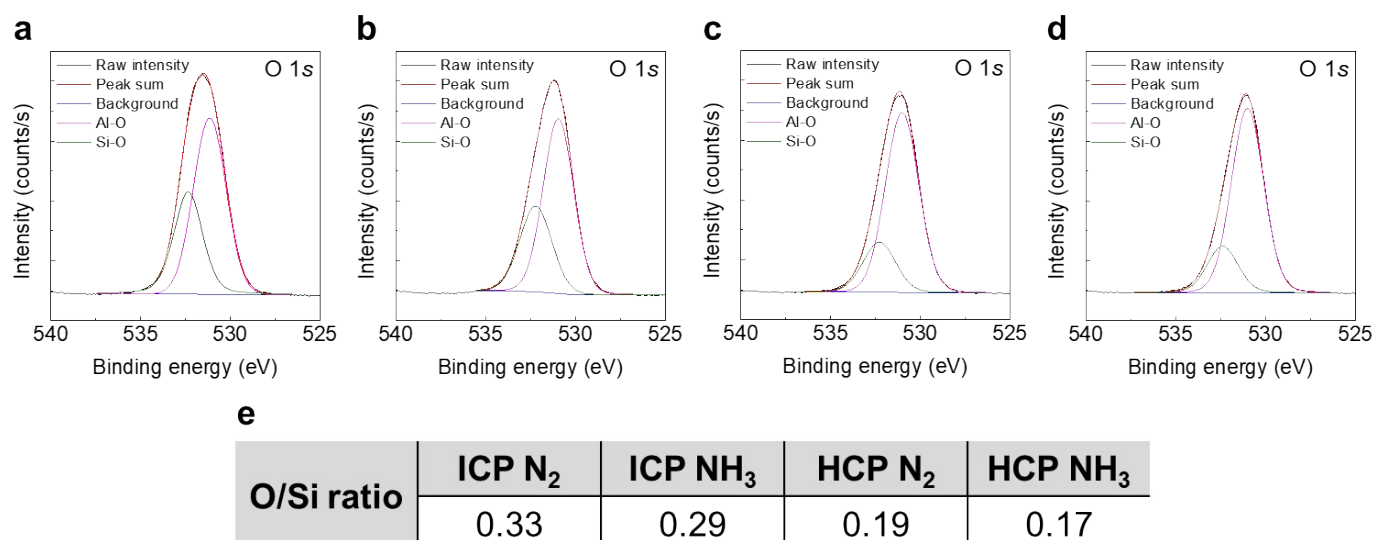 a
Raw intensity
Peak sum
Background
Al-O
Si-O
O 1s
Intensity (counts/s)
540 535 530 525
Binding energy (eV)
b
Raw intensity
Peak sum
Background
Al-O
Si-O
O 1s
Intensity (counts/s)
540 535 530 525
Binding energy (eV)
c
Raw intensity
Peak sum
Background
Al-O
Si-O
O 1s
Intensity (counts/s)
540 535 530 525
Binding energy (eV)
d
Raw intensity
Peak sum
Background
Al-O
Si-O
O 1s
Intensity (counts/s)
540 535 530 525
Binding energy (eV)
e
O/Si ratio
ICP N₂ ICP NH₃ HCP N₂ HCP NH₃
0.33 0.29 0.19 0.17